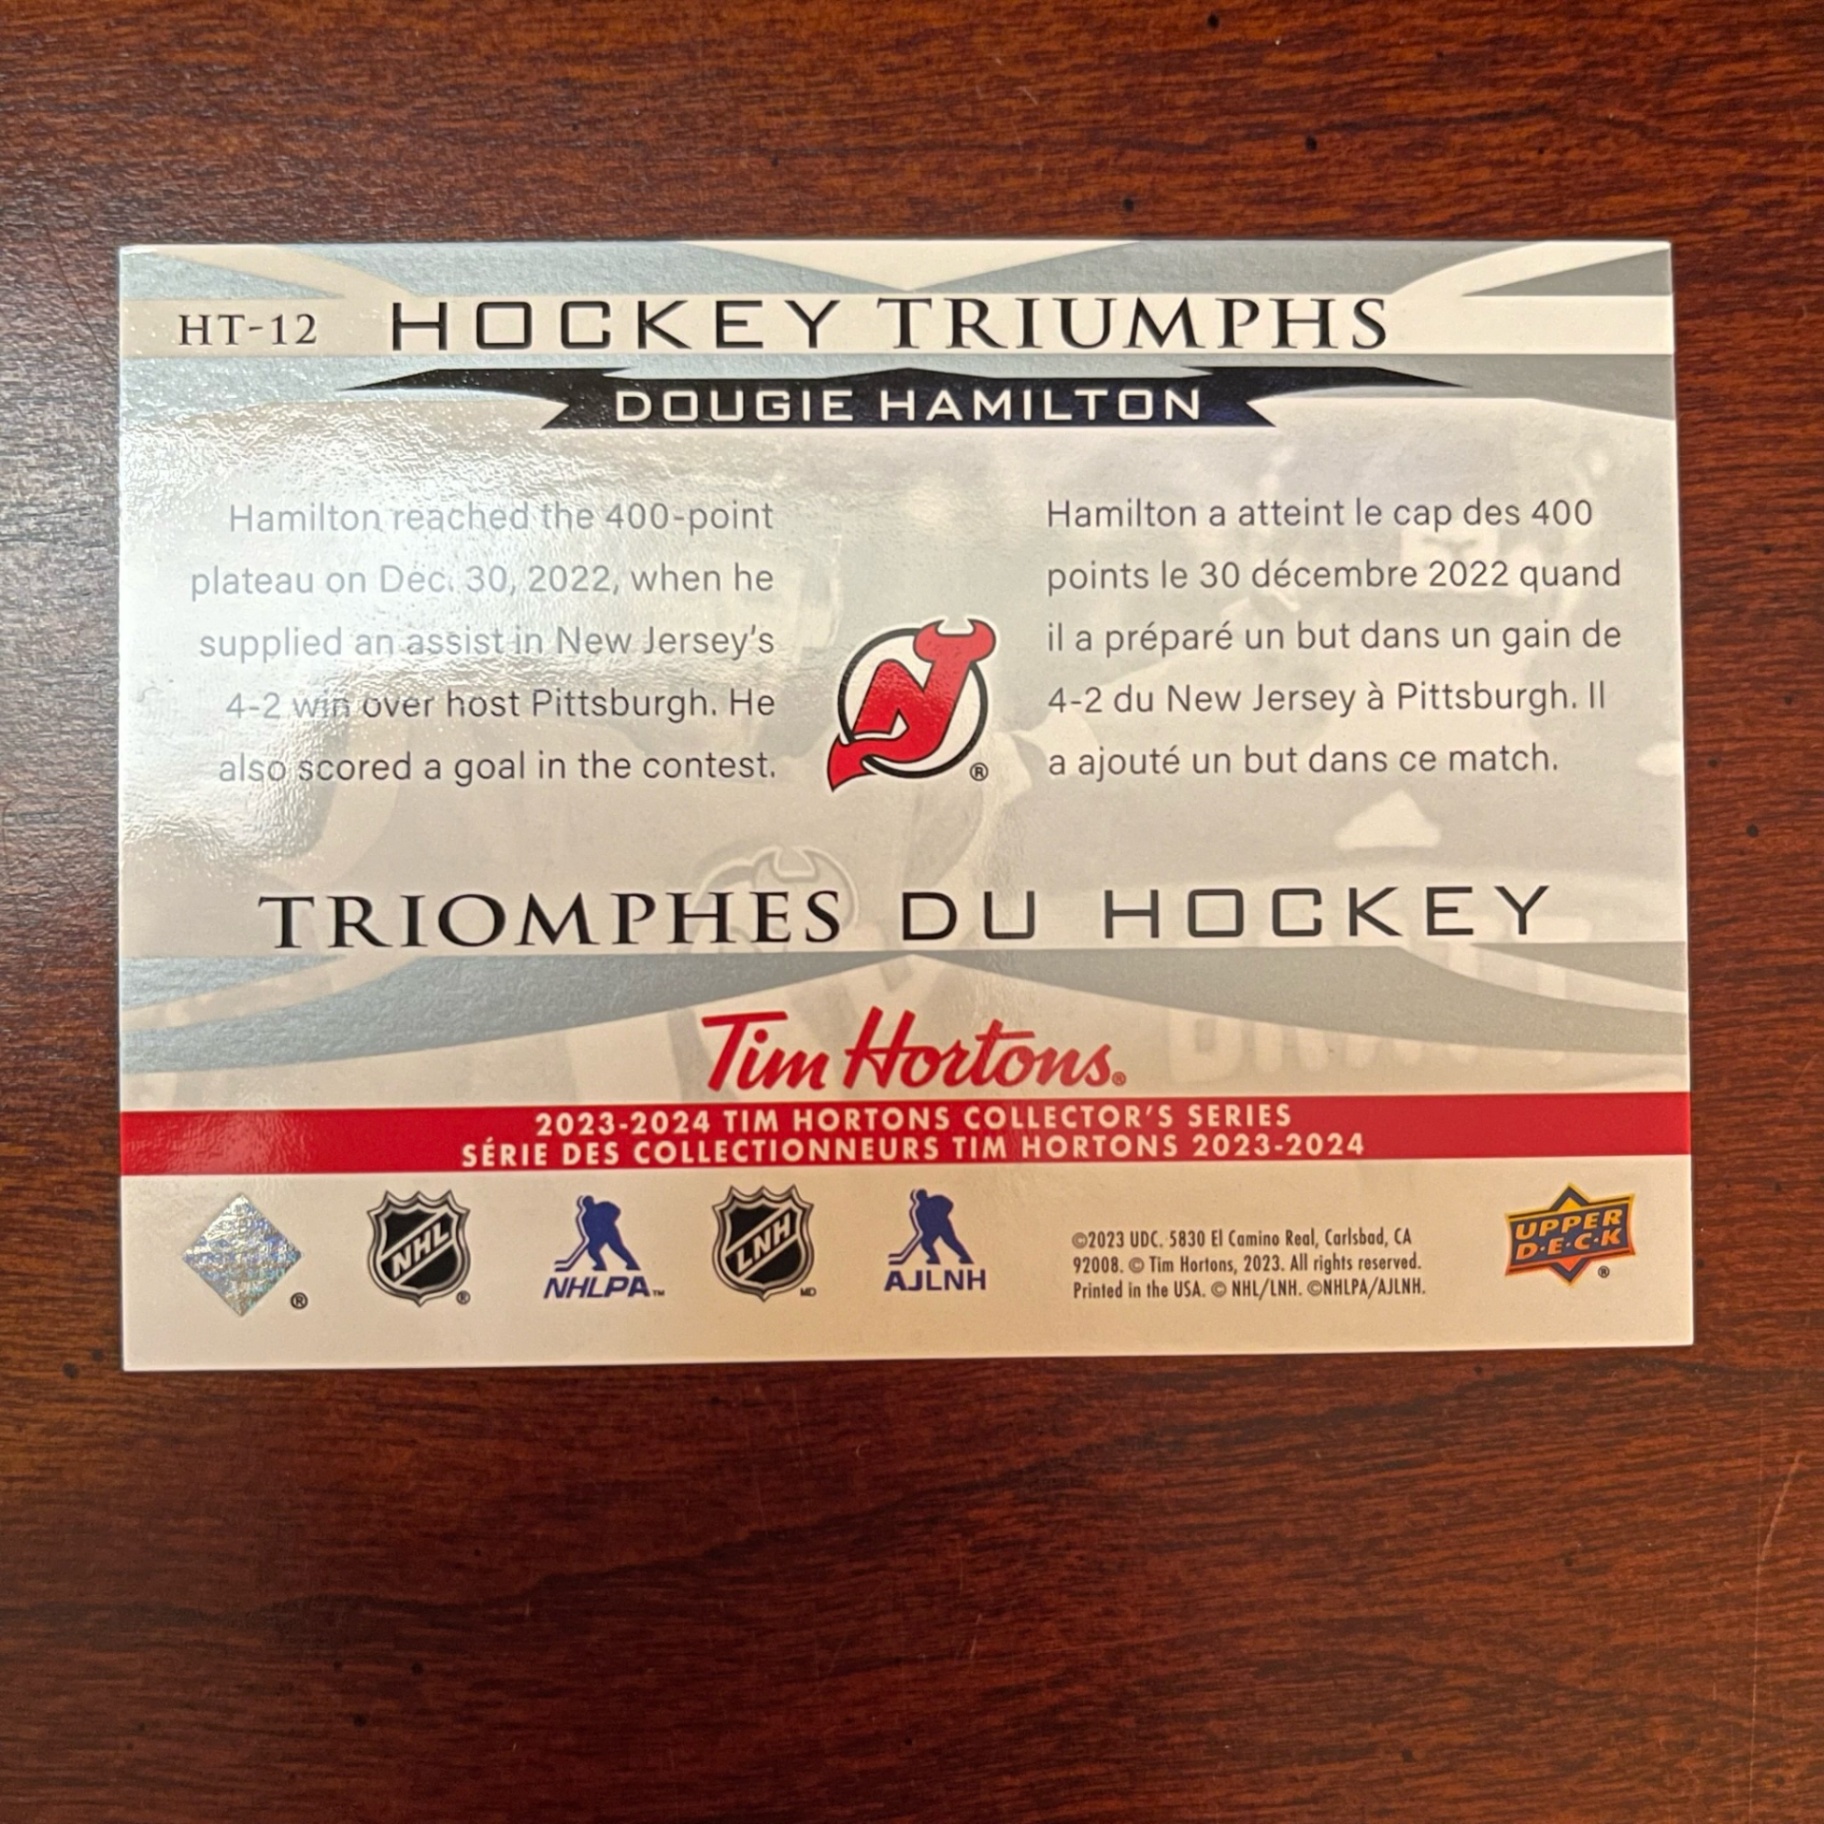 HT-12 HOCKEY TRIUMPHS
DOUGIE HAMILTON
Hamilton reached the 400-point
plateau on Dec. 30, 2022, when he
supplied an assist in New Jersey's
4-2 win over host Pittsburgh. He
also scored a goal in the contest.
®
Hamilton a atteint le cap des 400
points le 30 décembre 2022 quand
il a préparé un but dans un gain de
4-2 du New Jersey à Pittsburgh. Il
a ajouté un but dans ce match.
TRIOMPHES DU HOCKEY
Tim Hortons®
2023-2024 TIM HORTONS COLLECTOR'S SERIES
SÉRIE DES COLLECTIONNEURS TIM HORTONS 2023-2024
®
NHL ®
NHLPA™
LNH MD
AJLNH
©2023 UDC. 5830 El Camino Real, Carlsbad, CA
92008. © Tim Hortons, 2023. All rights reserved.
Printed in the USA. © NHL/LNH. ©NHLPA/AJLNH.
UPPER
D·E·C·K ®